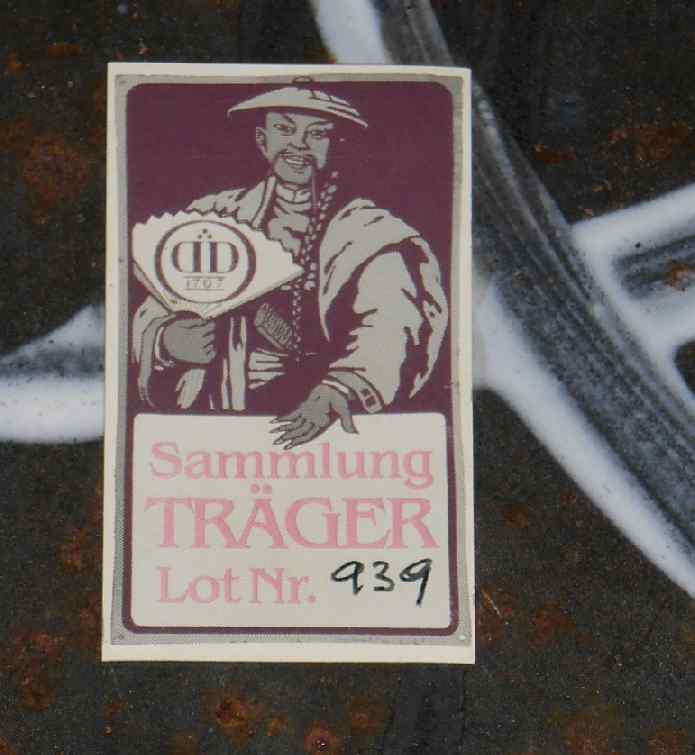 DD
1707
Sammlung
TRÄGER
Lot Nr. 939